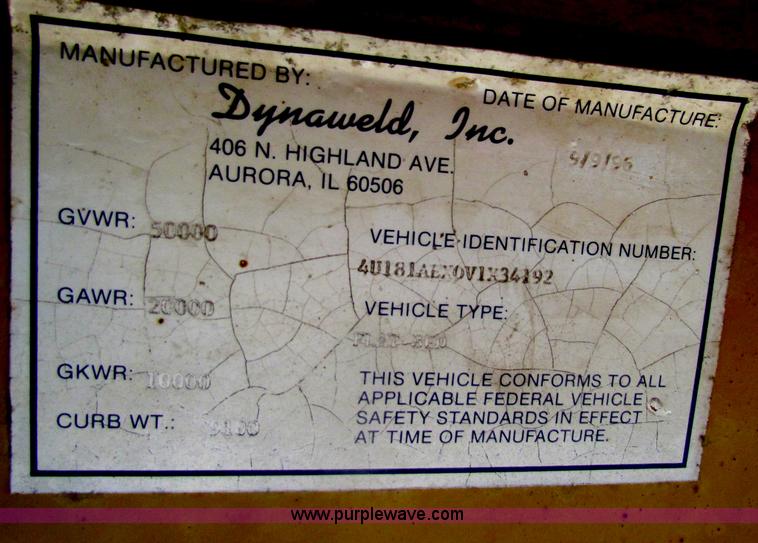 MANUFACTURED BY:
Dynaweld, Inc.
406 N. HIGHLAND AVE.
AURORA, IL 60506
DATE OF MANUFACTURE:
GVWR: 50000
VEHICLE IDENTIFICATION NUMBER:
GAWR: 20000
VEHICLE TYPE:
GKWR: 10000
CURB WT.:
THIS VEHICLE CONFORMS TO ALL
APPLICABLE FEDERAL VEHICLE
SAFETY STANDARDS IN EFFECT
AT TIME OF MANUFACTURE.
www.purplewave.com